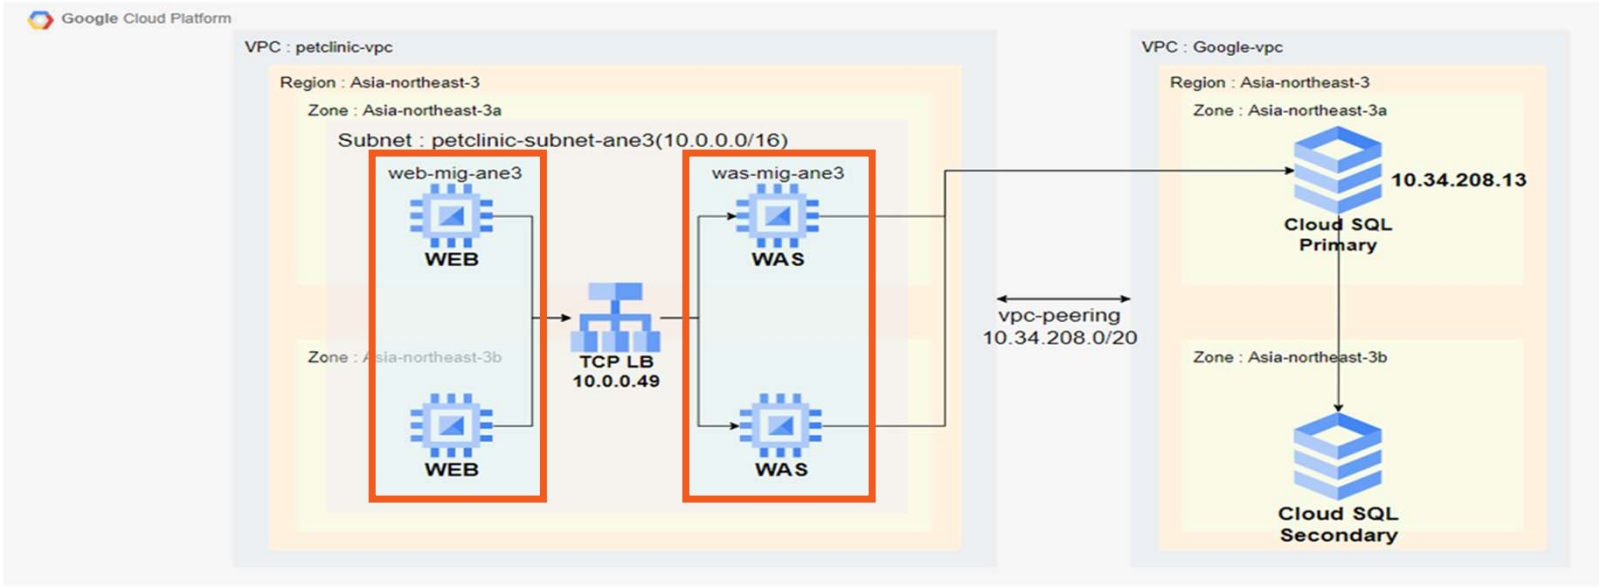 Google Cloud Platform
VPC : petclinic-vpc
Region : Asia-northeast-3
Zone : Asia-northeast-3a
Subnet : petclinic-subnet-ane3(10.0.0.0/16)
web-mig-ane3
WEB
was-mig-ane3
WAS
TCP LB
10.0.0.49
Zone : Asia-northeast-3b
WEB
WAS
vpc-peering
10.34.208.0/20
VPC : Google-vpc
Region : Asia-northeast-3
Zone : Asia-northeast-3a
10.34.208.13
Cloud SQL
Primary
Zone : Asia-northeast-3b
Cloud SQL
Secondary